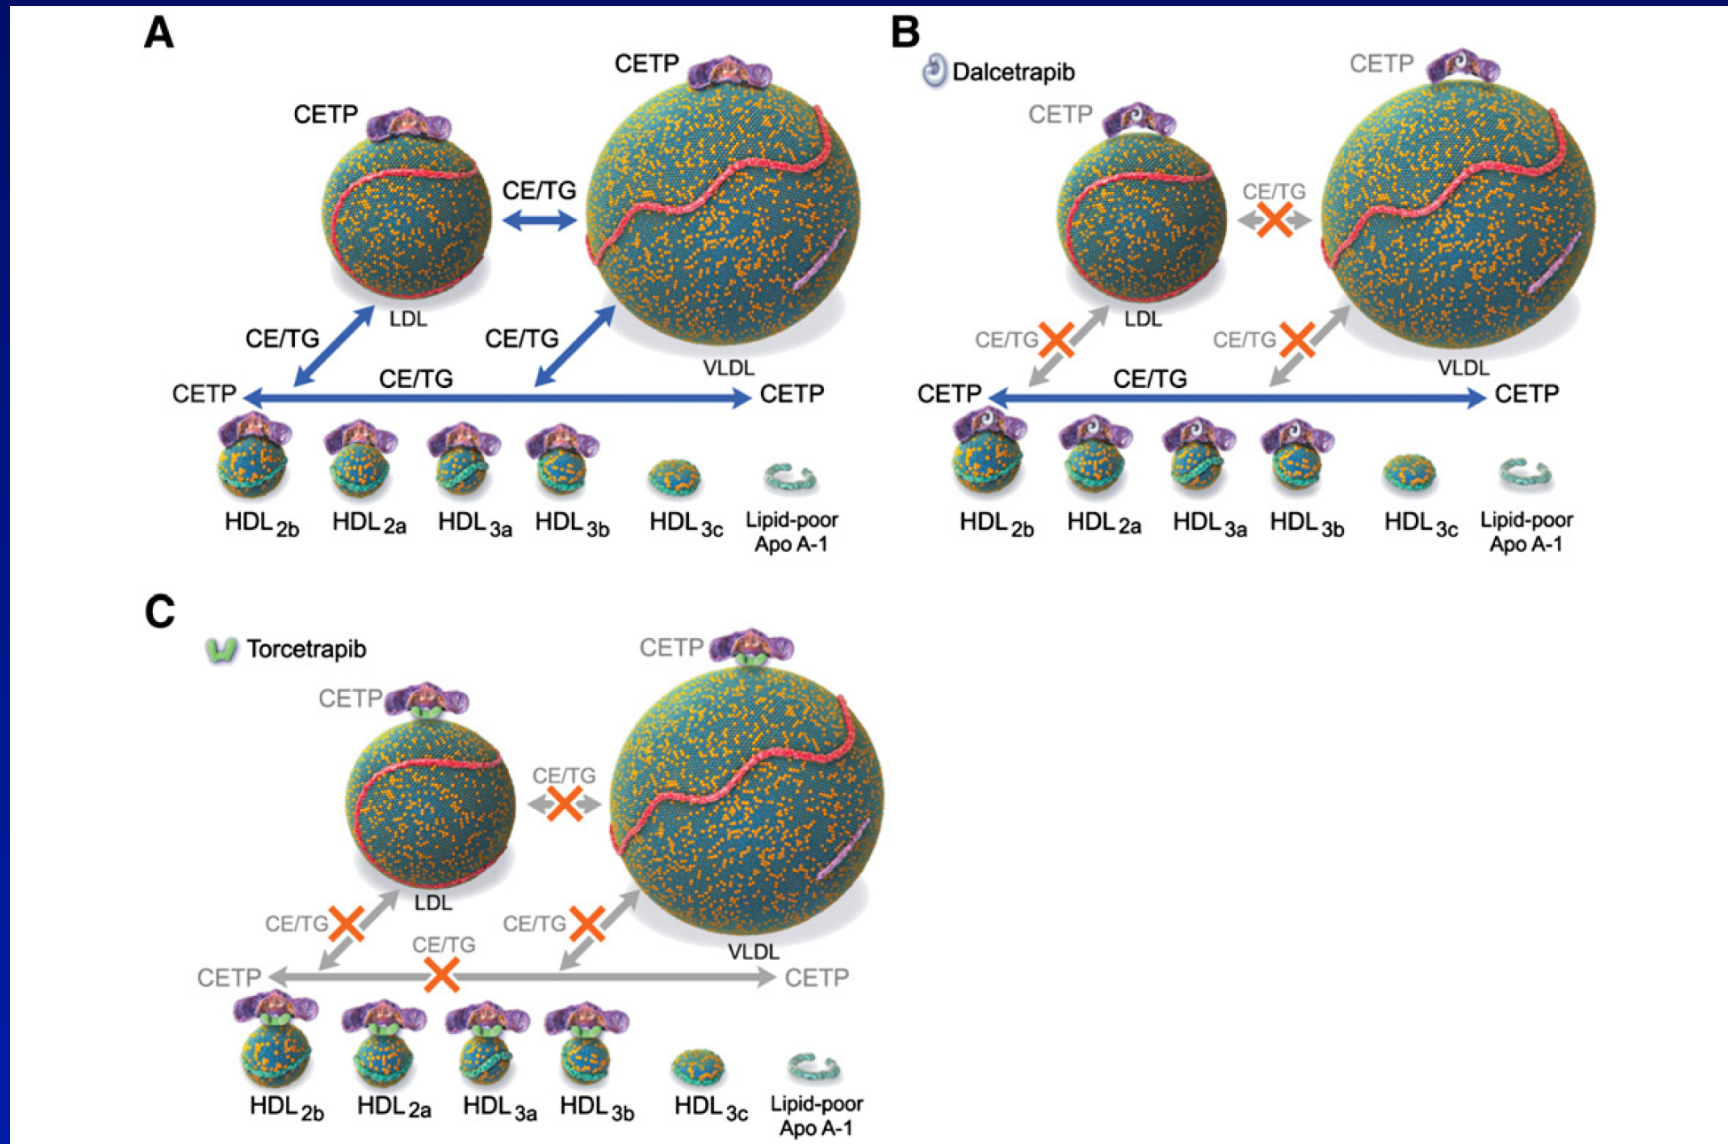 A
CETP
CETP
CE/TG
LDL
CE/TG
CE/TG
VLDL
CETP
CE/TG
CETP
HDL2b
HDL2a
HDL3a
HDL3b
HDL3c
Lipid-poor
Apo A-1
B
Dalcetrapib
CETP
CETP
CE/TG
LDL
CE/TG
CE/TG
VLDL
CETP
CE/TG
CETP
HDL2b
HDL2a
HDL3a
HDL3b
HDL3c
Lipid-poor
Apo A-1
C
Torcetrapib
CETP
CETP
CE/TG
LDL
CE/TG
CE/TG
CE/TG
VLDL
CETP
CETP
HDL2b
HDL2a
HDL3a
HDL3b
HDL3c
Lipid-poor
Apo A-1